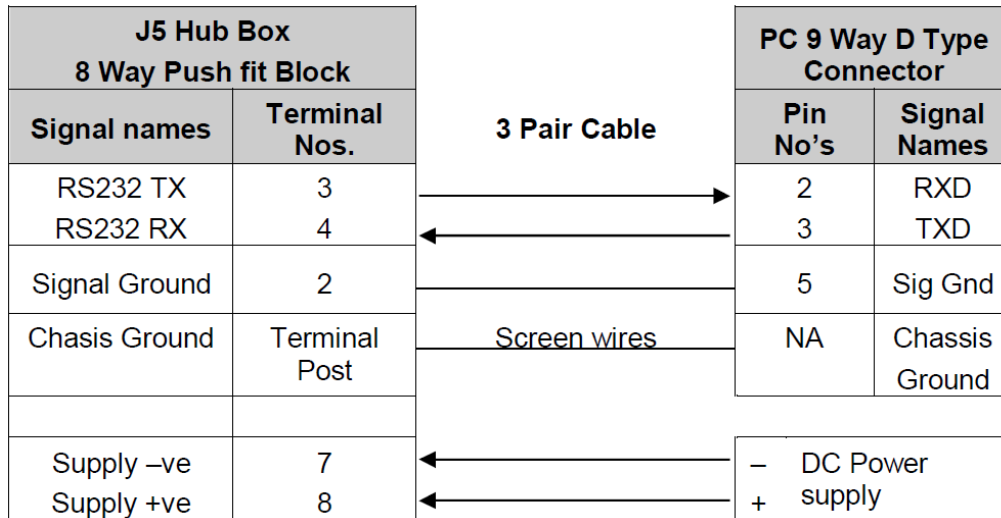 J5 Hub Box
8 Way Push fit Block
PC 9 Way D Type
Connector
Signal names
Terminal
Nos.
3 Pair Cable
Pin
No’s
Signal
Names
RS232 TX 3 2 RXD
RS232 RX 4 3 TXD
Signal Ground 2 5 Sig Gnd
Chasis Ground Terminal
Post
Screen wires NA Chassis
Ground
Supply –ve 7 – DC Power
Supply +ve 8 + supply